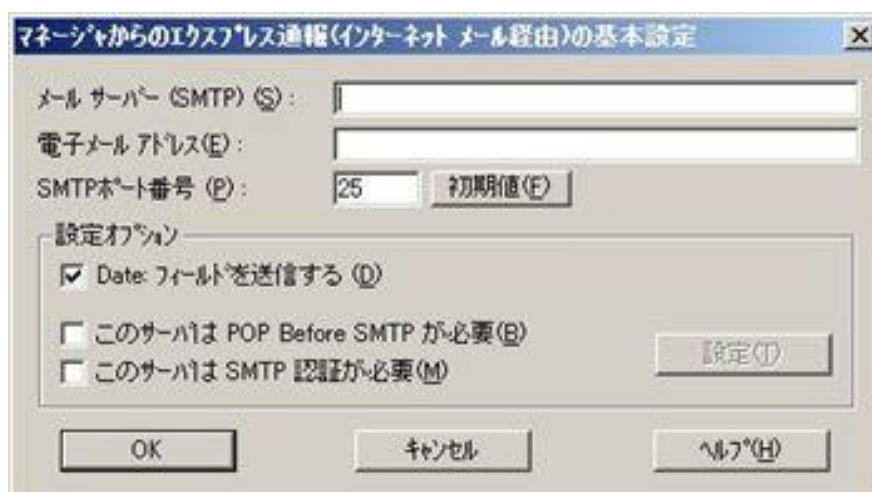 マネージャからのエクスプレス通報(インターネット メール経由)の基本設定
メール サーバー (SMTP) (S) :
電子メール アドレス(E) :
SMTPポート番号 (P) : 25 初期値(F)
設定オプション
Date: フィールドを送信する (D)
このサーバは POP Before SMTP が必要(B)
このサーバは SMTP 認証が必要(M)
設定(T)
OK キャンセル ヘルプ(H)